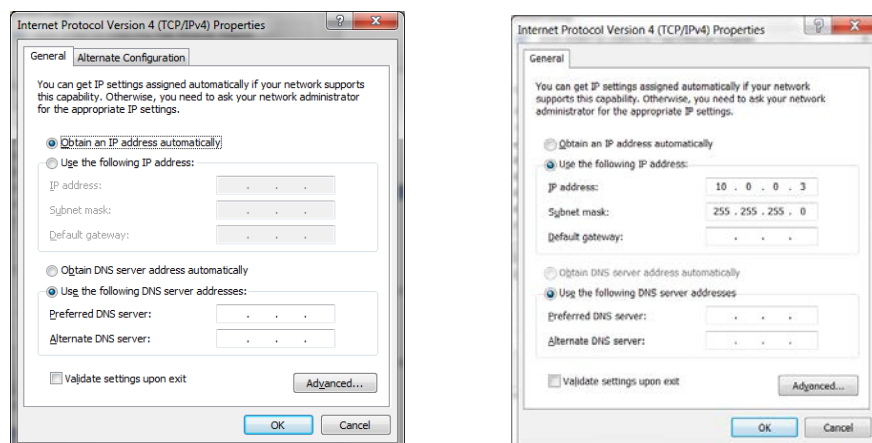 Internet Protocol Version 4 (TCP/IPv4) Properties
General
Alternate Configuration
You can get IP settings assigned automatically if your network supports
this capability. Otherwise, you need to ask your network administrator
for the appropriate IP settings.
Obtain an IP address automatically
Use the following IP address:
IP address:
. . .
Subnet mask:
. . .
Default gateway:
. . .
Obtain DNS server address automatically
Use the following DNS server addresses:
Preferred DNS server:
. . .
Alternate DNS server:
. . .
Validate settings upon exit
Advanced...
OK
Cancel
Internet Protocol Version 4 (TCP/IPv4) Properties
General
You can get IP settings assigned automatically if your network
supports this capability. Otherwise, you need to ask your network
administrator for the appropriate IP settings.
Obtain an IP address automatically
Use the following IP address:
IP address:
10 . 0 . 0 . 3
Subnet mask:
255 . 255 . 255 . 0
Default gateway:
. . .
Obtain DNS server address automatically
Use the following DNS server addresses
Preferred DNS server:
. . .
Alternate DNS server:
. . .
Validate settings upon exit
Advanced...
OK
Cancel